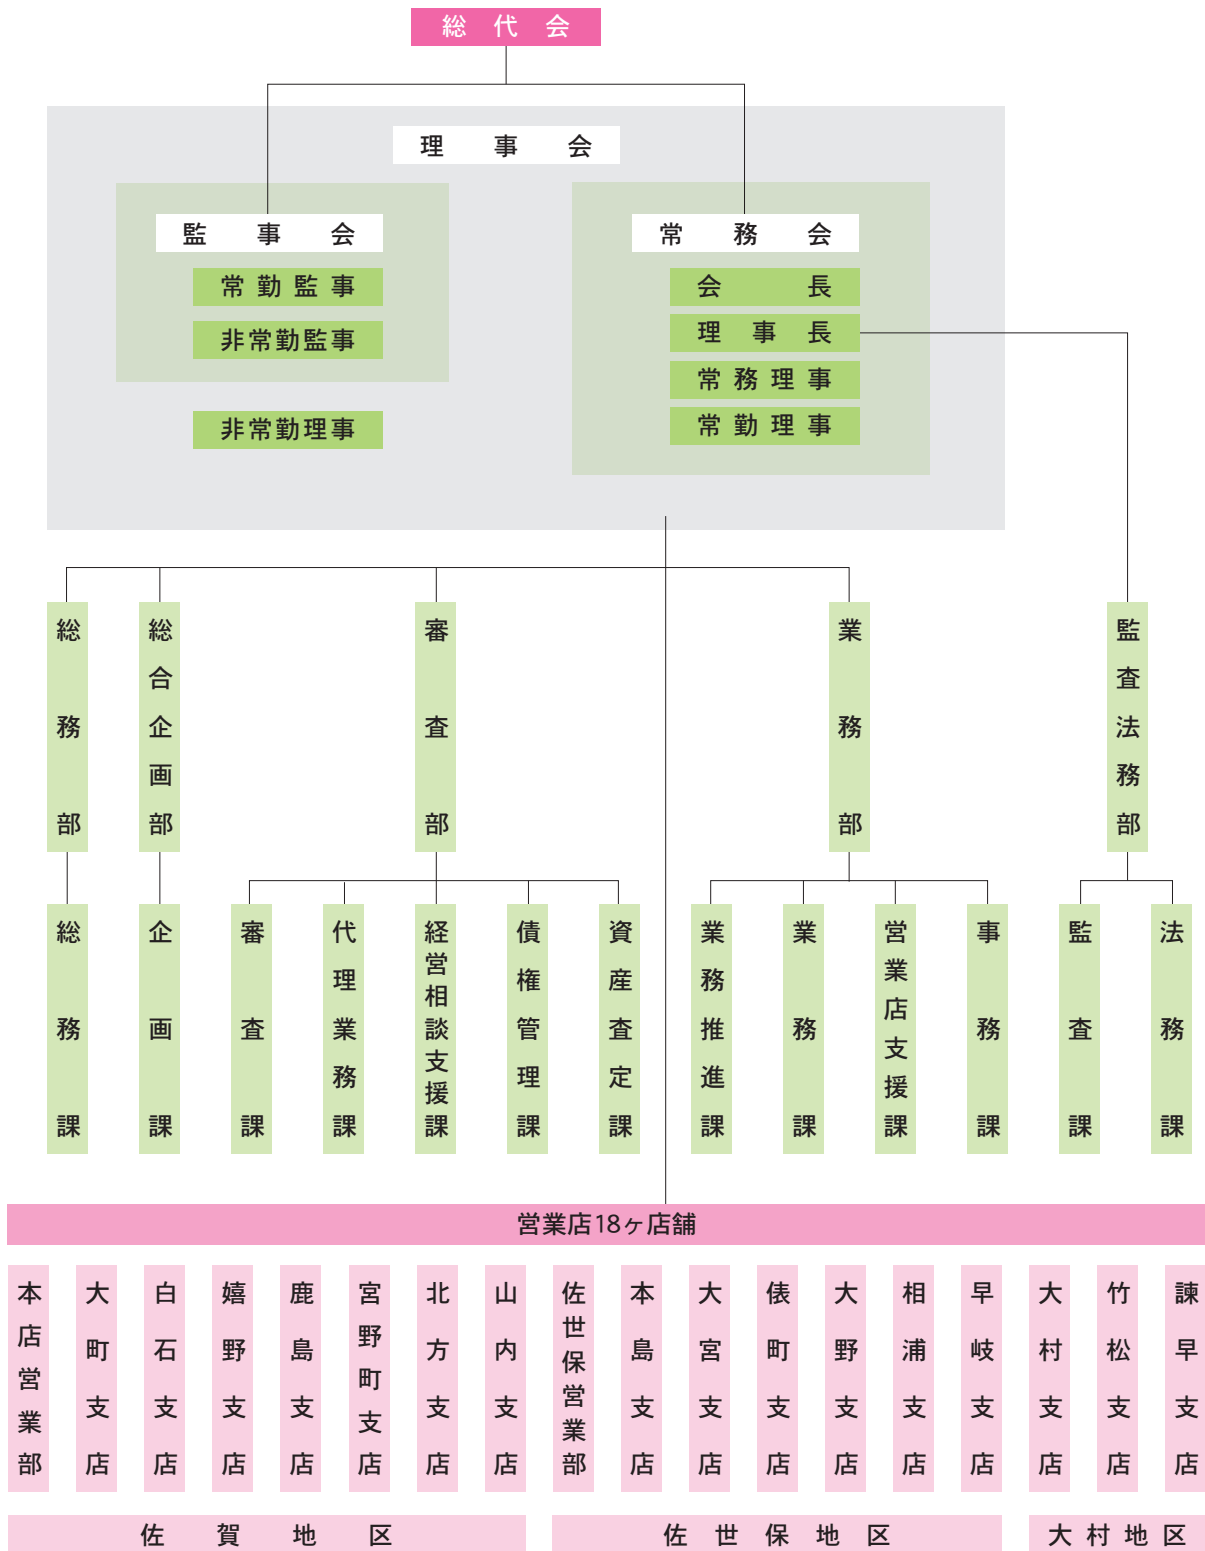 総代会
理事会
監事会
常勤監事
非常勤監事
非常勤理事
常務会
会長
理事長
常務理事
常勤理事
総務部
総合企画部
審査部
業務部
監査法務部
総務課
企画課
審査課
代理業務課
経営相談支援課
債権管理課
資産査定課
業務推進課
業務課
営業店支援課
事務課
監査課
法務課
営業店18ヶ店舗
本店営業部
大町支店
白石支店
嬉野支店
鹿島支店
宮野町支店
北方支店
山内支店
佐世保営業部
本島支店
大宮支店
俵町支店
大野支店
相浦支店
早岐支店
大村支店
竹松支店
諫早支店
佐賀地区
佐世保地区
大村地区